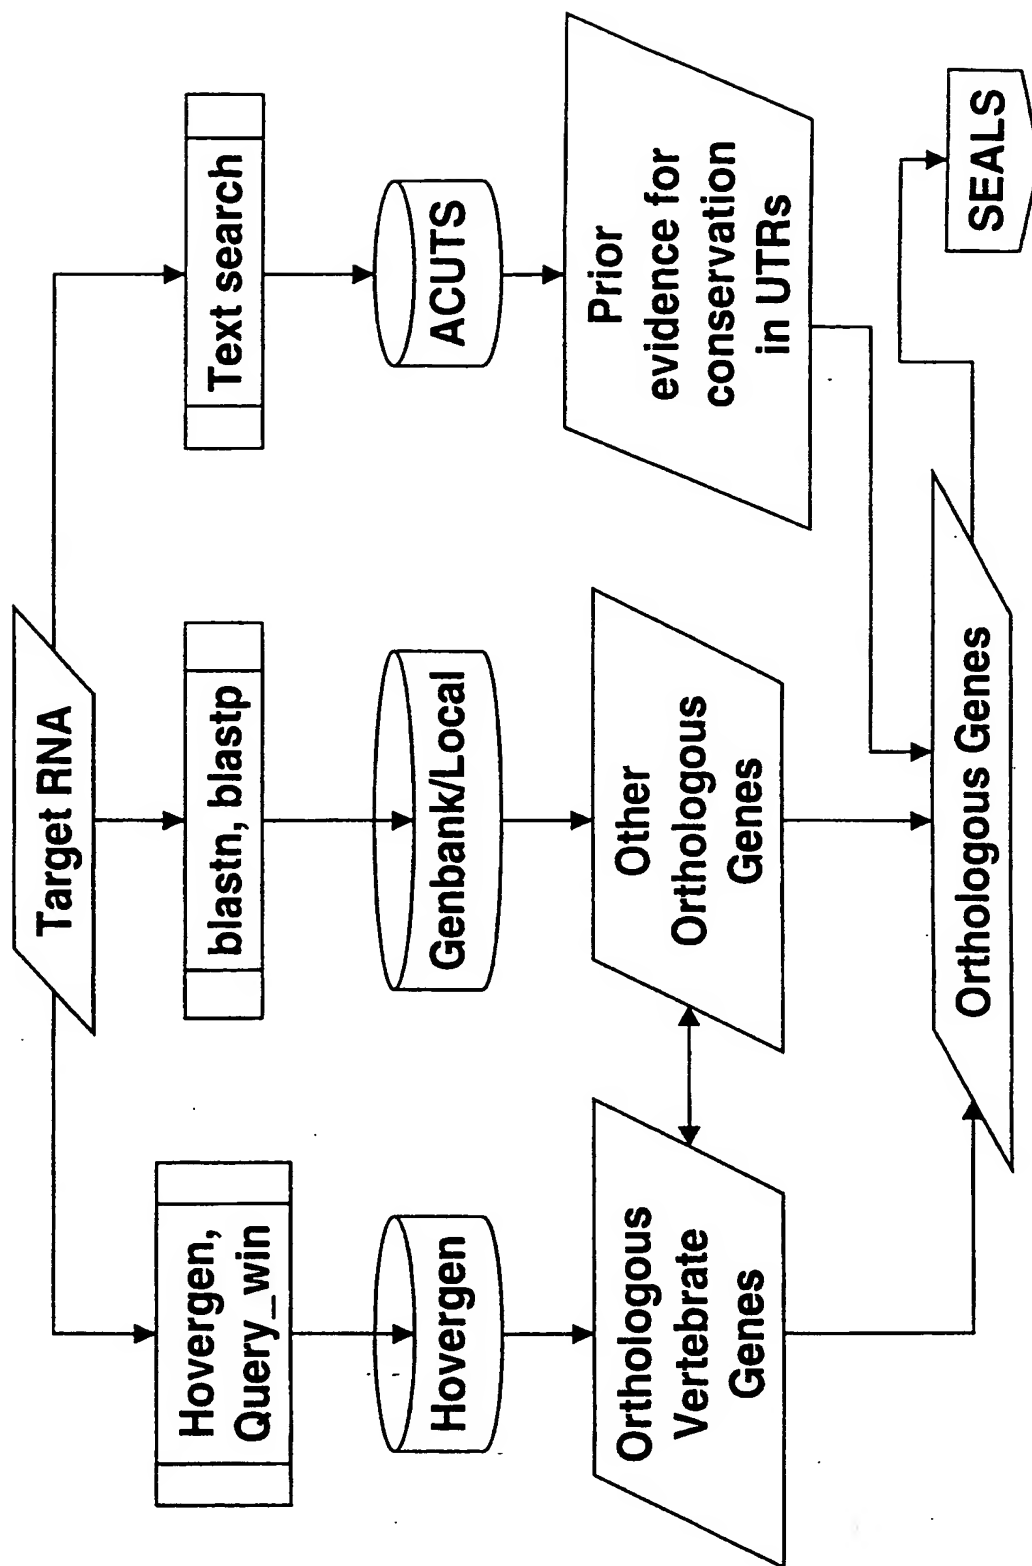 Target RNA
Hovergen,
Query_win
blastn, blastp
Text search
Hovergen
Genbank/Local
ACUTS
Orthologous
Vertebrate
Genes
Other
Orthologous
Genes
Prior
evidence for
conservation
in UTRs
Orthologous Genes
SEALS